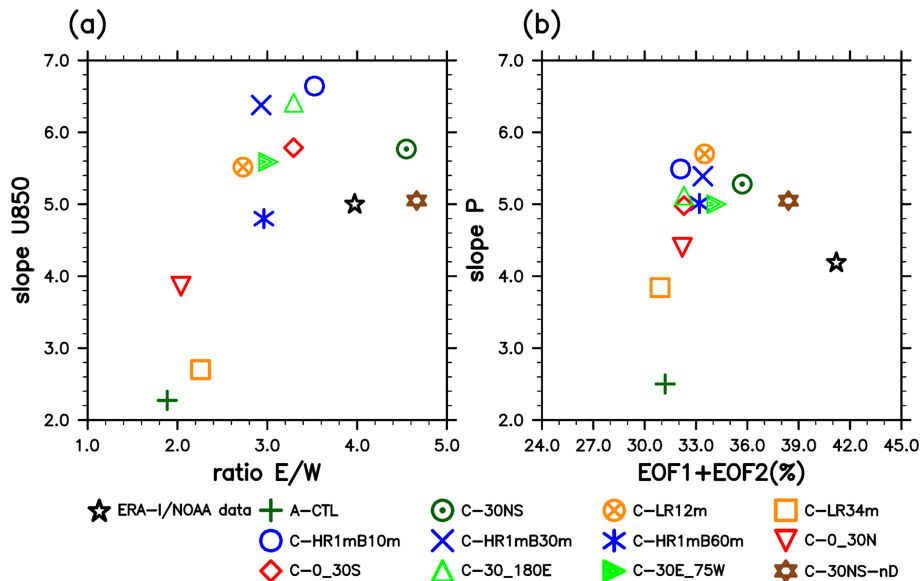 (a) (b)
7.0 7.0
6.0 6.0
5.0 5.0
4.0 4.0
3.0 3.0
2.0 2.0
slope U850
slope P
1.0 2.0 3.0 4.0 5.0 24.0 27.0 30.0 33.0 36.0 39.0 42.0 45.0
ratio E/W EOF1+EOF2(%)
ERA-I/NOAA data A-CTL C-30NS C-LR12m C-LR34m
C-HR1mB10m C-HR1mB30m C-HR1mB60m C-0_30N
C-0_30S C-30_180E C-30E_75W C-30NS-nD